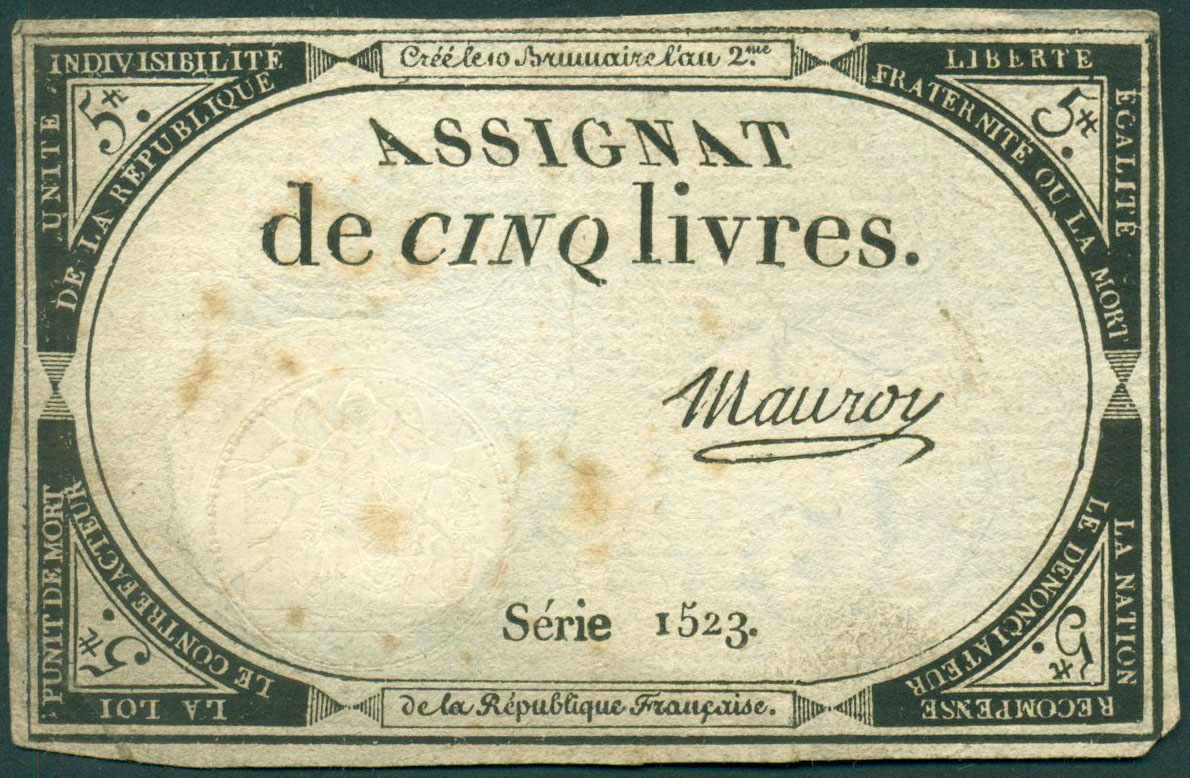 Créé le 10 Brumaire l'an 2.me
UNITÉ
INDIVISIBILITÉ
DE LA RÉPUBLIQUE
5#.
LIBERTÉ
ÉGALITÉ
FRATERNITÉ OU LA MORT
5#.
ASSIGNAT
de CINQ livres.
Mauroy
Série 1523.
LA LOI
PUNIT DE MORT
LE CONTREFACTEUR
5#.
LA NATION
RECOMPENSE
LE DENONCIATEUR
5#.
de la République Française.